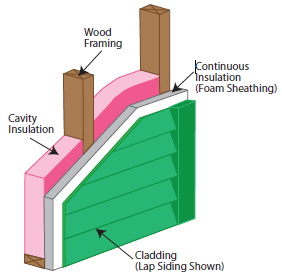 Wood
Framing
Continuous
Insulation
(Foam Sheathing)
Cavity
Insulation
Cladding
(Lap Siding Shown)